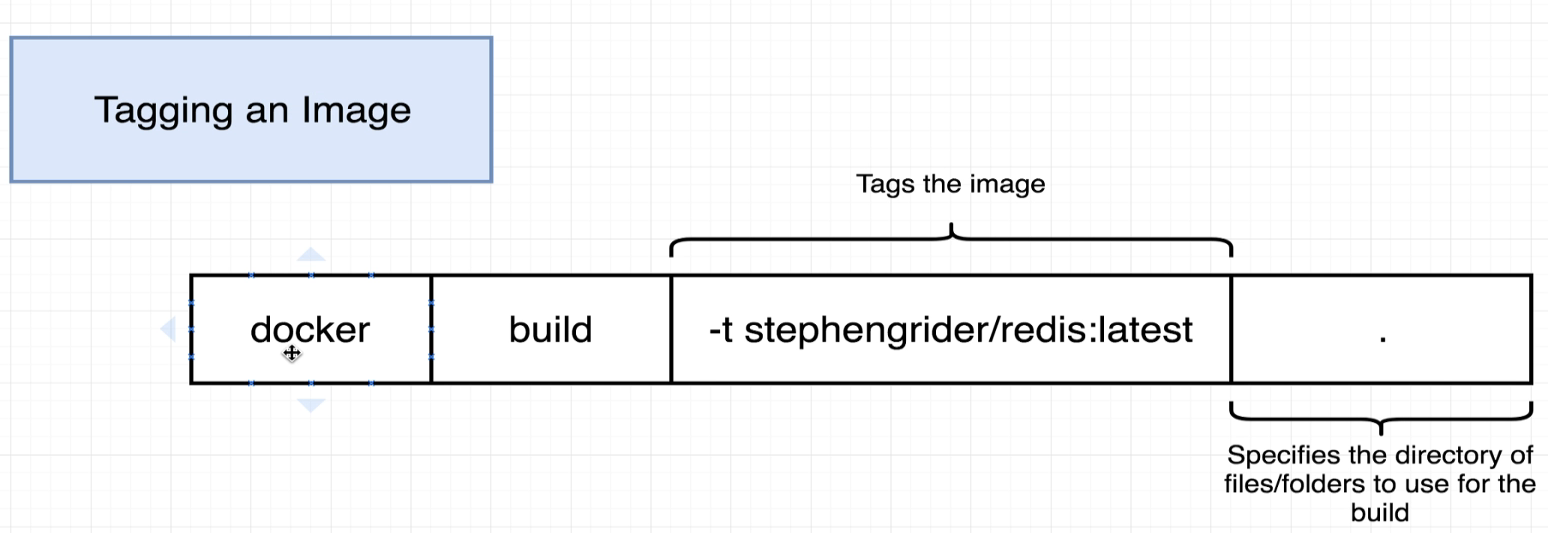 Tagging an Image
Tags the image
docker build -t stephengrider/redis:latest .
Specifies the directory of
files/folders to use for the
build